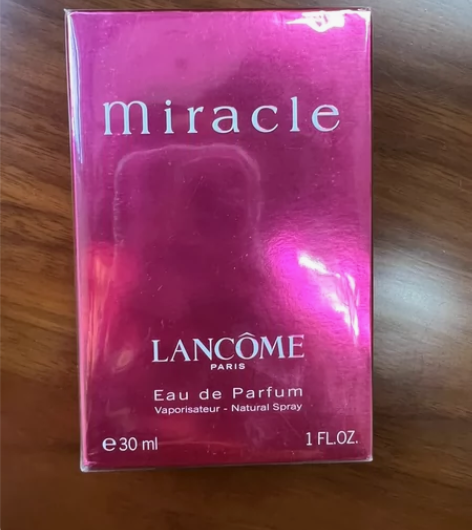 miracle
LANCÔME
PARIS
Eau de Parfum
Vaporisateur - Natural Spray
℮30 ml 1 FL.OZ.